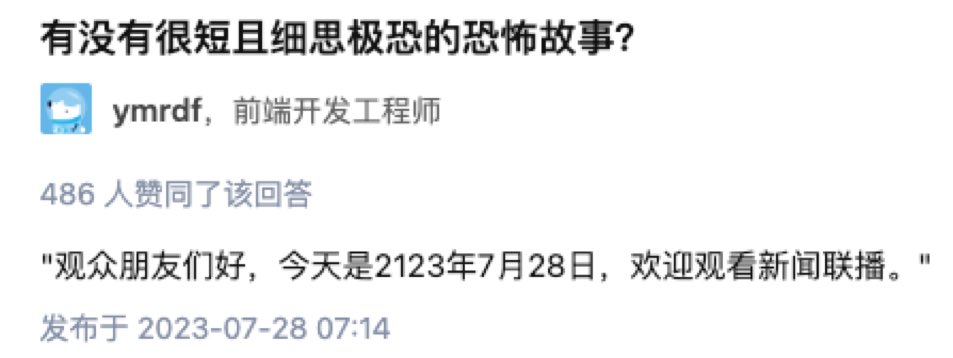 有没有很短且细思极恐的恐怖故事?
ymrdf，前端开发工程师
486 人赞同了该回答
"观众朋友们好，今天是2123年7月28日，欢迎观看新闻联播。"
发布于 2023-07-28 07:14